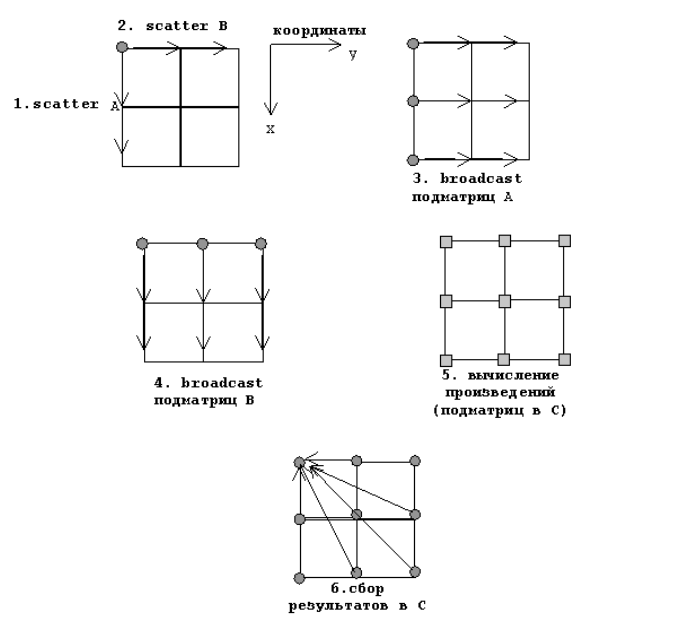 2. scatter B
координаты
y
1.scatter A
x
3. broadcast
подматриц A
4. broadcast
подматриц B
5. вычисление
произведений
(подматриц в C)
6.сбор
результатов в C